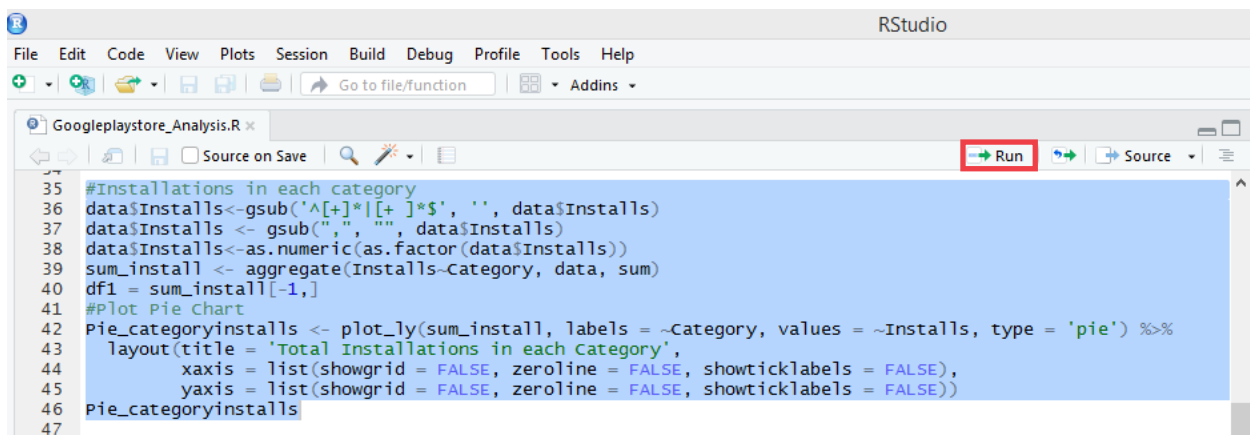 RStudio
File Edit Code View Plots Session Build Debug Profile Tools Help
Go to file/function Addins
Googleplaystore_Analysis.R
Source on Save Run Source
34
35 #Installations in each category
36 data$Installs<-gsub('^[+]*|[+ ]*$', '', data$Installs)
37 data$Installs <- gsub(",", "", data$Installs)
38 data$Installs<-as.numeric(as.factor(data$Installs))
39 sum_install <- aggregate(Installs~Category, data, sum)
40 df1 = sum_install[-1,]
41 #Plot Pie Chart
42 Pie_categoryinstalls <- plot_ly(sum_install, labels = ~Category, values = ~Installs, type = 'pie') %>%
43 layout(title = 'Total Installations in each Category',
44 xaxis = list(showgrid = FALSE, zeroline = FALSE, showticklabels = FALSE),
45 yaxis = list(showgrid = FALSE, zeroline = FALSE, showticklabels = FALSE))
46 Pie_categoryinstalls
47